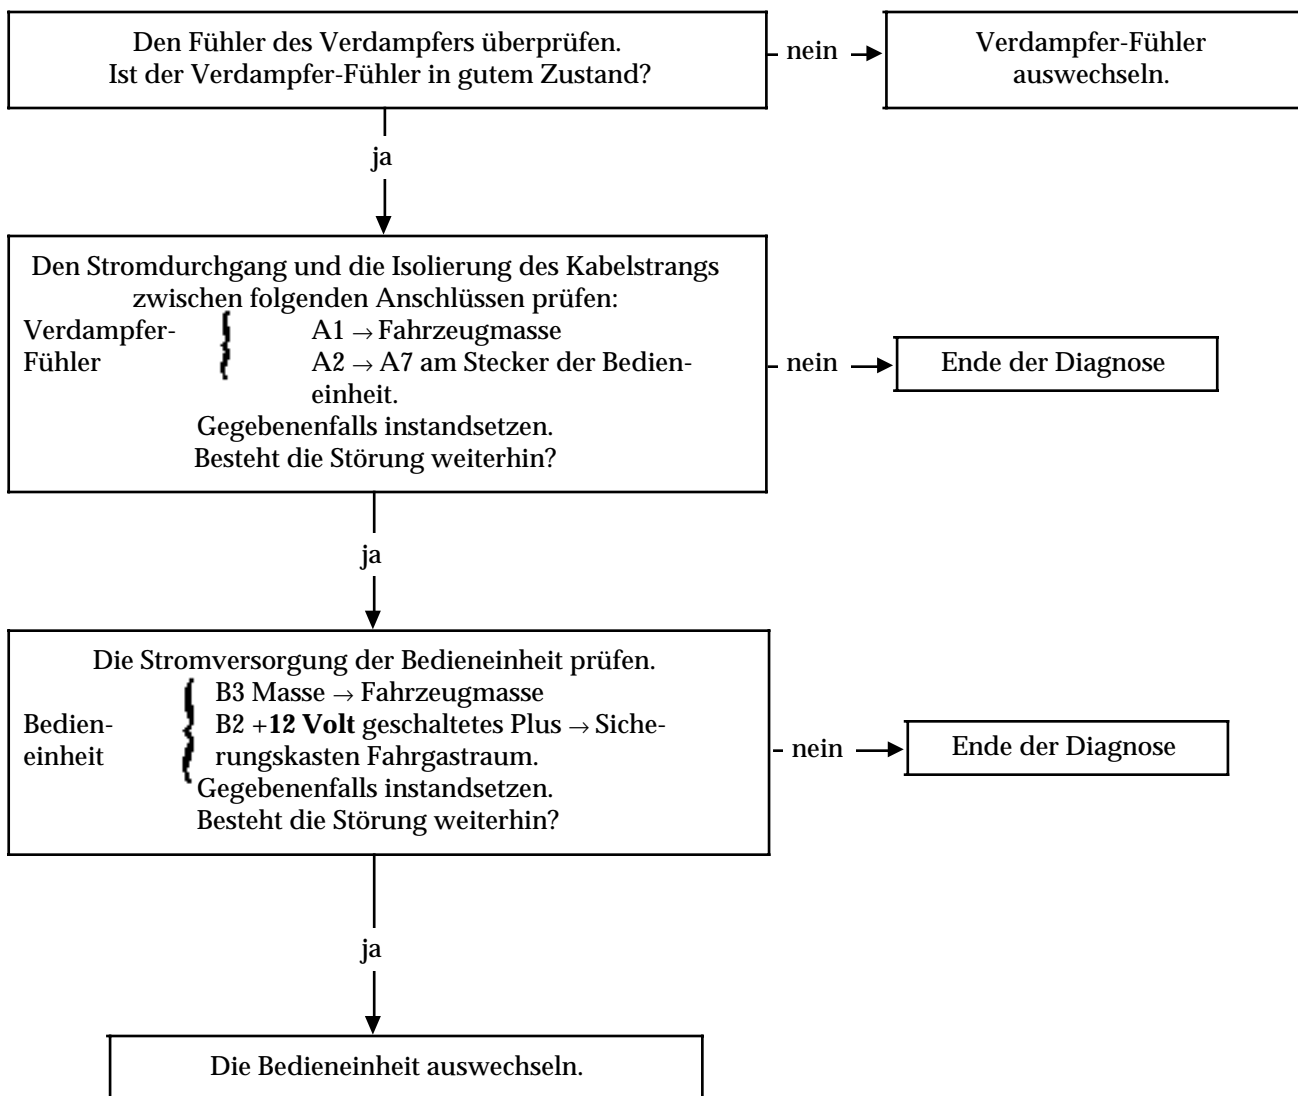 Den Fühler des Verdampfers überprüfen.
Ist der Verdampfer-Fühler in gutem Zustand?
nein
Verdampfer-Fühler
auswechseln.
ja
Den Stromdurchgang und die Isolierung des Kabelstrangs
zwischen folgenden Anschlüssen prüfen:
Verdampfer-
Fühler
A1 → Fahrzeugmasse
A2 → A7 am Stecker der Bedien-
einheit.
Gegebenenfalls instandsetzen.
Besteht die Störung weiterhin?
nein
Ende der Diagnose
ja
Die Stromversorgung der Bedieneinheit prüfen.
Bedien-
einheit
B3 Masse → Fahrzeugmasse
B2 +12 Volt geschaltetes Plus → Siche-
rungskasten Fahrgastraum.
Gegebenenfalls instandsetzen.
Besteht die Störung weiterhin?
nein
Ende der Diagnose
ja
Die Bedieneinheit auswechseln.